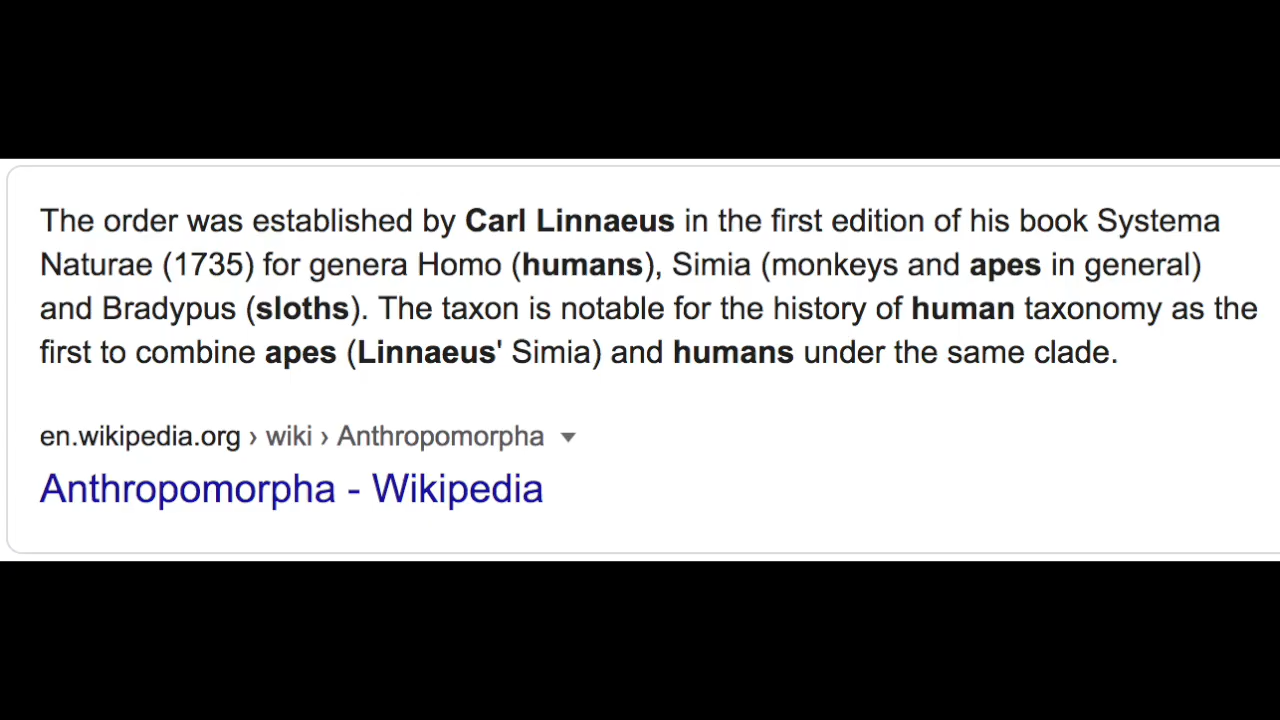 The order was established by Carl Linnaeus in the first edition of his book Systema
Naturae (1735) for genera Homo (humans), Simia (monkeys and apes in general)
and Bradypus (sloths). The taxon is notable for the history of human taxonomy as the
first to combine apes (Linnaeus' Simia) and humans under the same clade.
en.wikipedia.org › wiki › Anthropomorpha
Anthropomorpha - Wikipedia